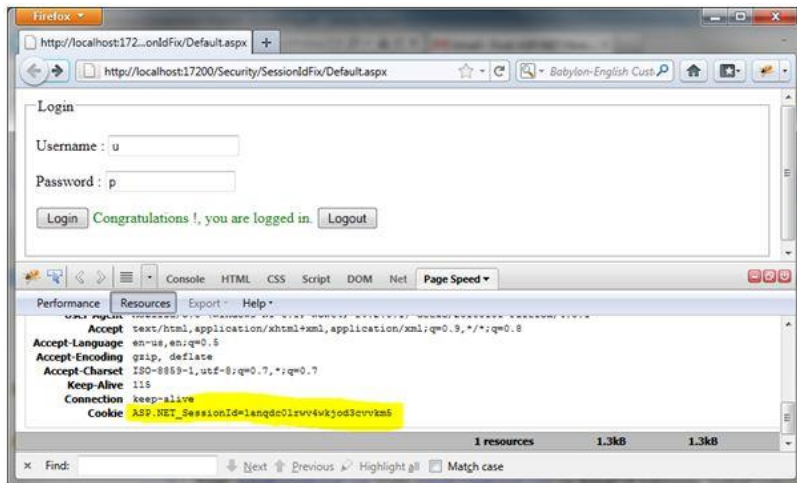 Firefox
http://localhost:172...onIdFix/Default.aspx
http://localhost:17200/Security/SessionIdFix/Default.aspx
Babylon-English Cust
Login
Username : u
Password : p
Login Congratulations !, you are logged in. Logout
Console HTML CSS Script DOM Net Page Speed
Performance Resources Export Help
Accept text/html,application/xhtml+xml,application/xml;q=0.9,*/*;q=0.8
Accept-Language en-us,en;q=0.5
Accept-Encoding gzip, deflate
Accept-Charset ISO-8859-1,utf-8;q=0.7,*;q=0.7
Keep-Alive 115
Connection keep-alive
Cookie ASP.NET_SessionId=lanqdc0lrwv4wkjod3cvvkm5
1 resources 1.3kB 1.3kB
× Find: Next Previous Highlight all Match case